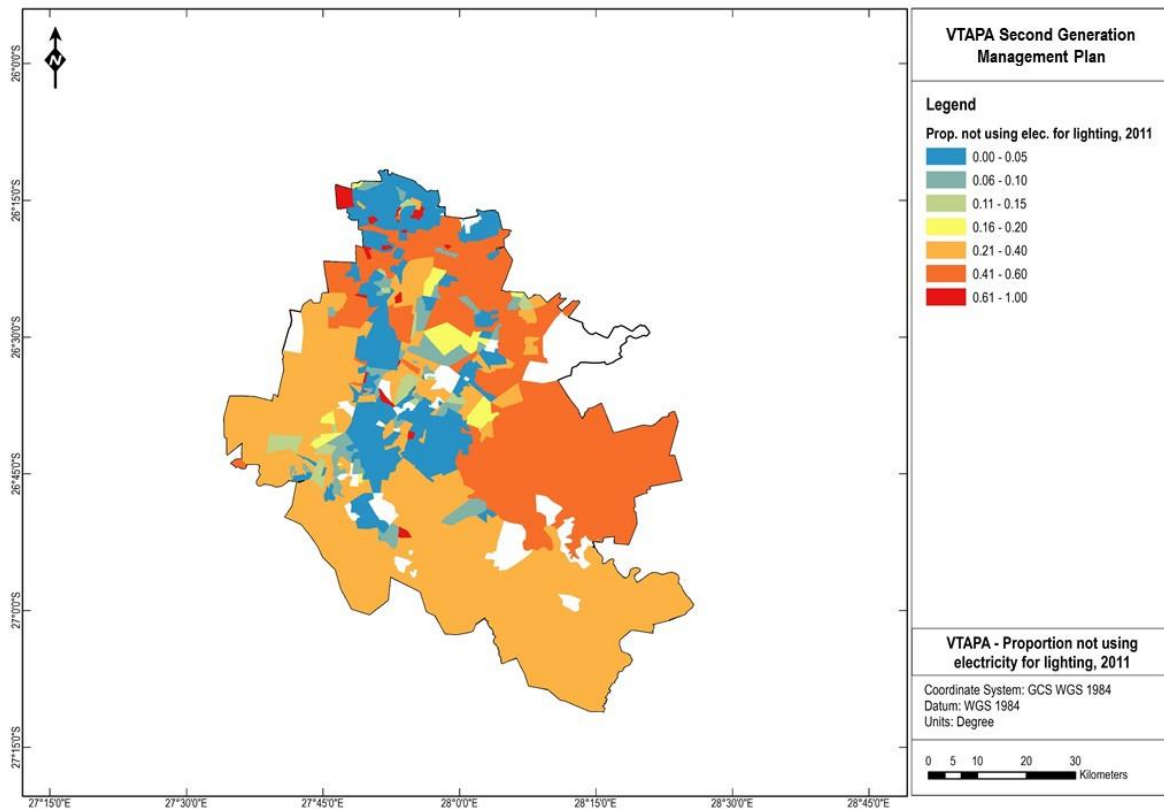 VTAPA Second Generation
Management Plan
Legend
Prop. not using elec. for lighting, 2011
0.00 - 0.05
0.06 - 0.10
0.11 - 0.15
0.16 - 0.20
0.21 - 0.40
0.41 - 0.60
0.61 - 1.00
VTAPA - Proportion not using
electricity for lighting, 2011
Coordinate System: GCS WGS 1984
Datum: WGS 1984
Units: Degree
0 5 10 20 30
Kilometers
N
26°0'0"S
26°15'0"S
26°30'0"S
26°45'0"S
27°0'0"S
27°15'0"S
27°15'0"E 27°30'0"E 27°45'0"E 28°0'0"E 28°15'0"E 28°30'0"E 28°45'0"E